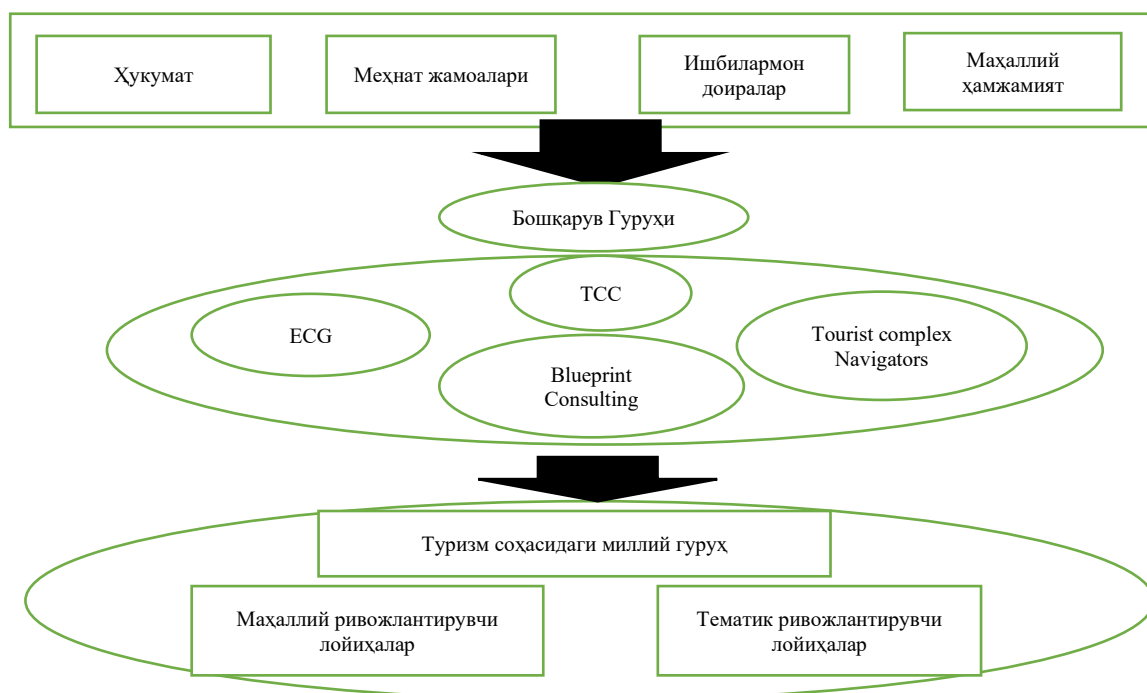 Ҳукумат
Меҳнат жамоалари
Ишбилармон
доиралар
Маҳаллий
ҳамжамият
Бошқарув Гуруҳи
TCC
ECG
Tourist complex
Navigators
Blueprint
Consulting
Туризм соҳасидаги миллий гуруҳ
Маҳаллий ривожлантирувчи
лойиҳалар
Тематик ривожлантирувчи
лойиҳалар